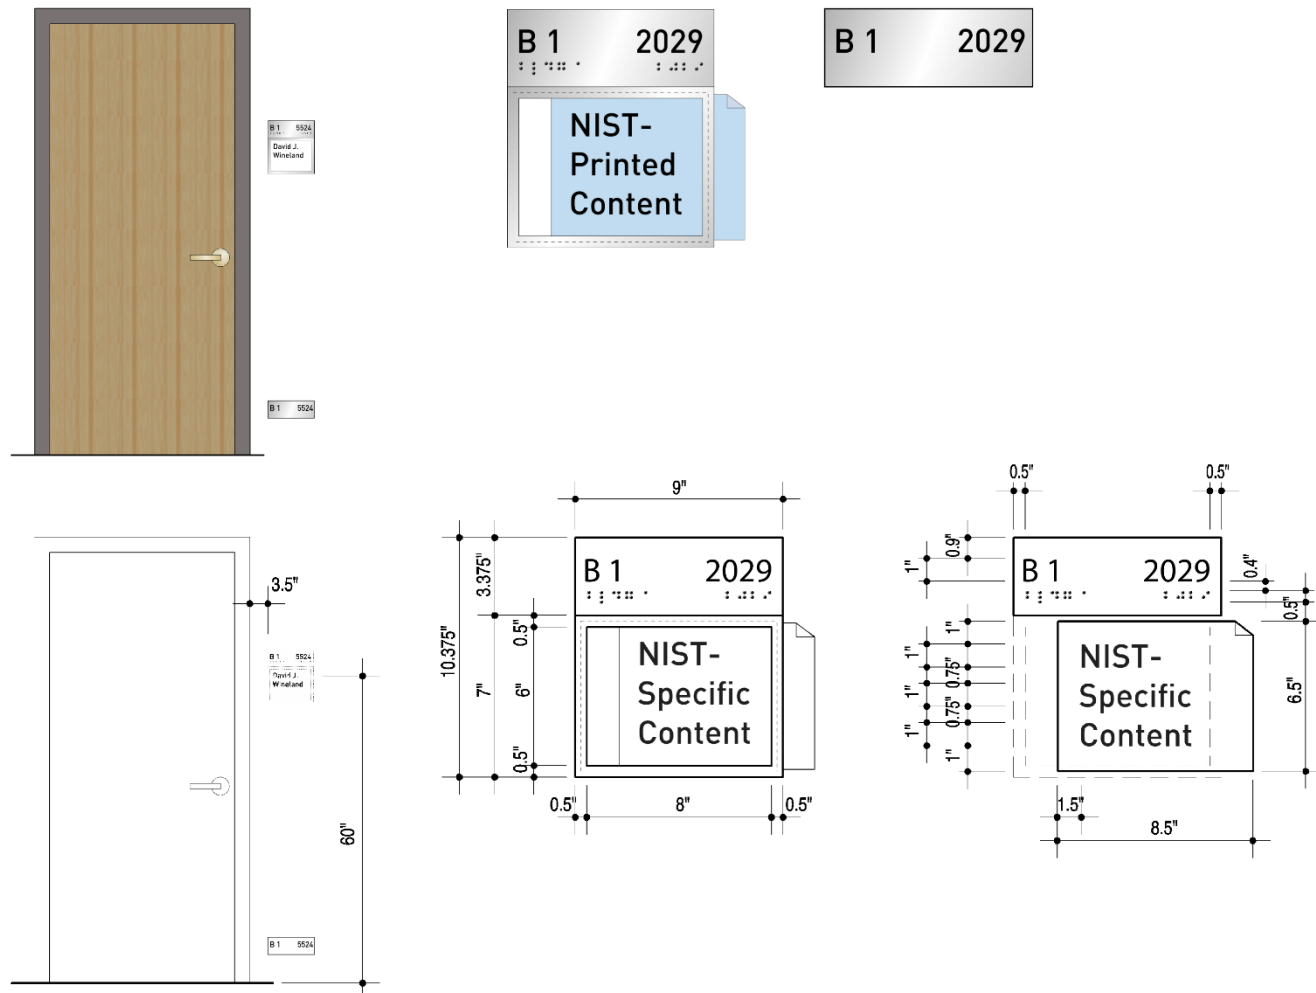 B 1 5524
David J.
Wineland
B 1 5524
B 1 2029
NIST-
Printed
Content
B 1 2029
3.5"
B 1 5524
David J.
Wineland
60"
B 1 5524
9"
10.375"
3.375"
7"
0.5"
6"
0.5"
B 1 2029
NIST-
Specific
Content
0.5" 8" 0.5"
0.5" 0.5"
0.9"
1"
B 1 2029
0.4"
0.5"
1"
1"
0.75"
1"
0.75"
1"
1"
NIST-
Specific
Content
6.5"
1.5"
8.5"